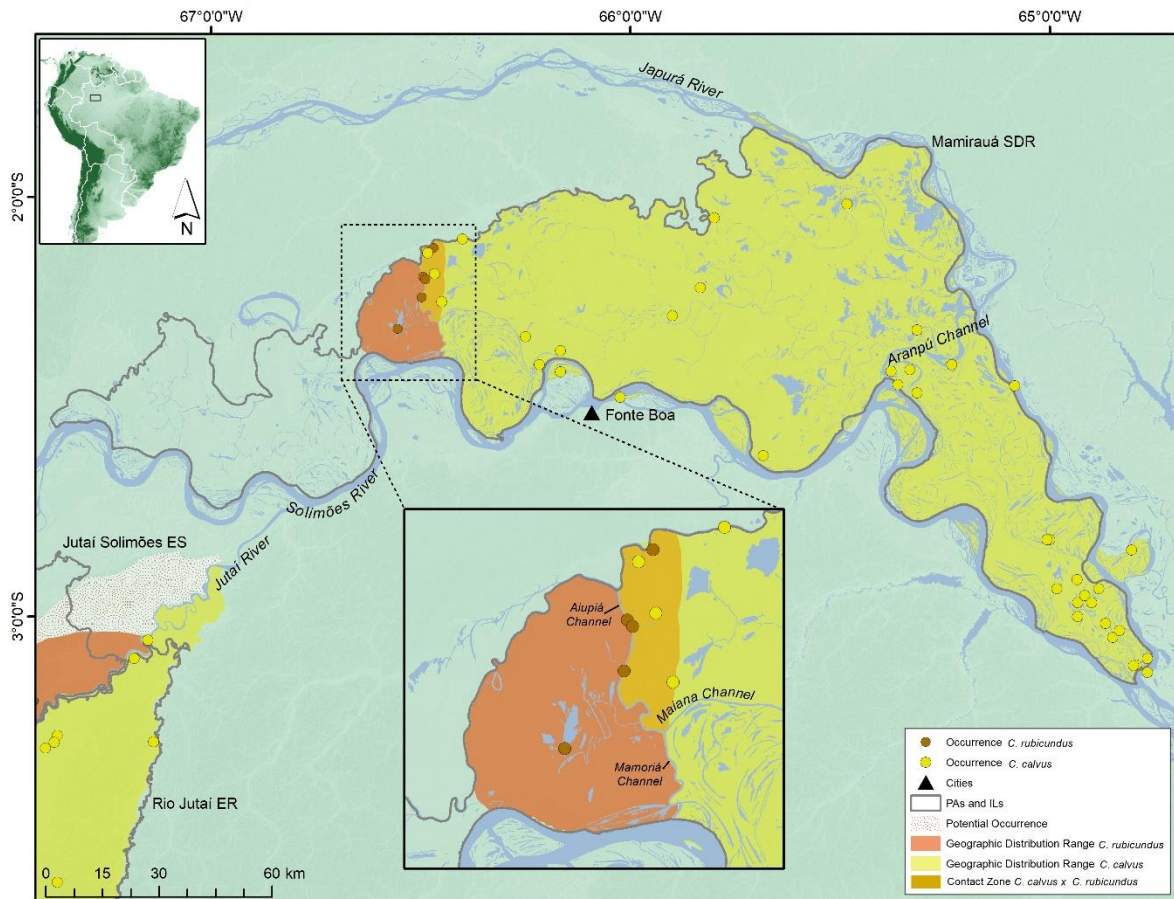 67°0'0"W
66°0'0"W
65°0'0"W
Japurá River
Mamirauá SDR
N
2°0'0"S
Aranpú Channel
Fonte Boa
Solimões River
Jutaí Solimões ES
Jutaí River
3°0'0"S
Aiupiá
Channel
Maiana Channel
Mamoriá
Channel
Rio Jutaí ER
0 15 30 60 km
Occurrence C. rubicundus
Occurrence C. calvus
Cities
PAs and ILs
Potential Occurrence
Geographic Distribution Range C. rubicundus
Geographic Distribution Range C. calvus
Contact Zone C. calvus x C. rubicundus